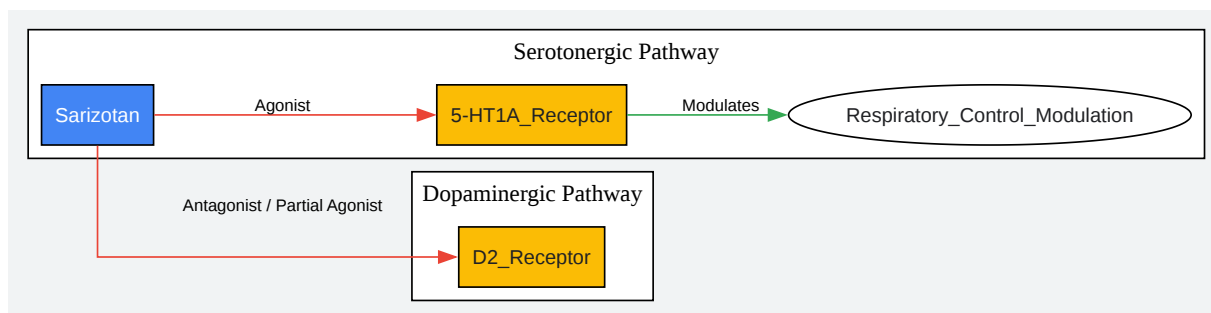 Serotonergic Pathway
Sarizotan
Agonist
5-HT1A_Receptor
Modulates
Respiratory_Control_Modulation
Antagonist / Partial Agonist
Dopaminergic Pathway
D2_Receptor